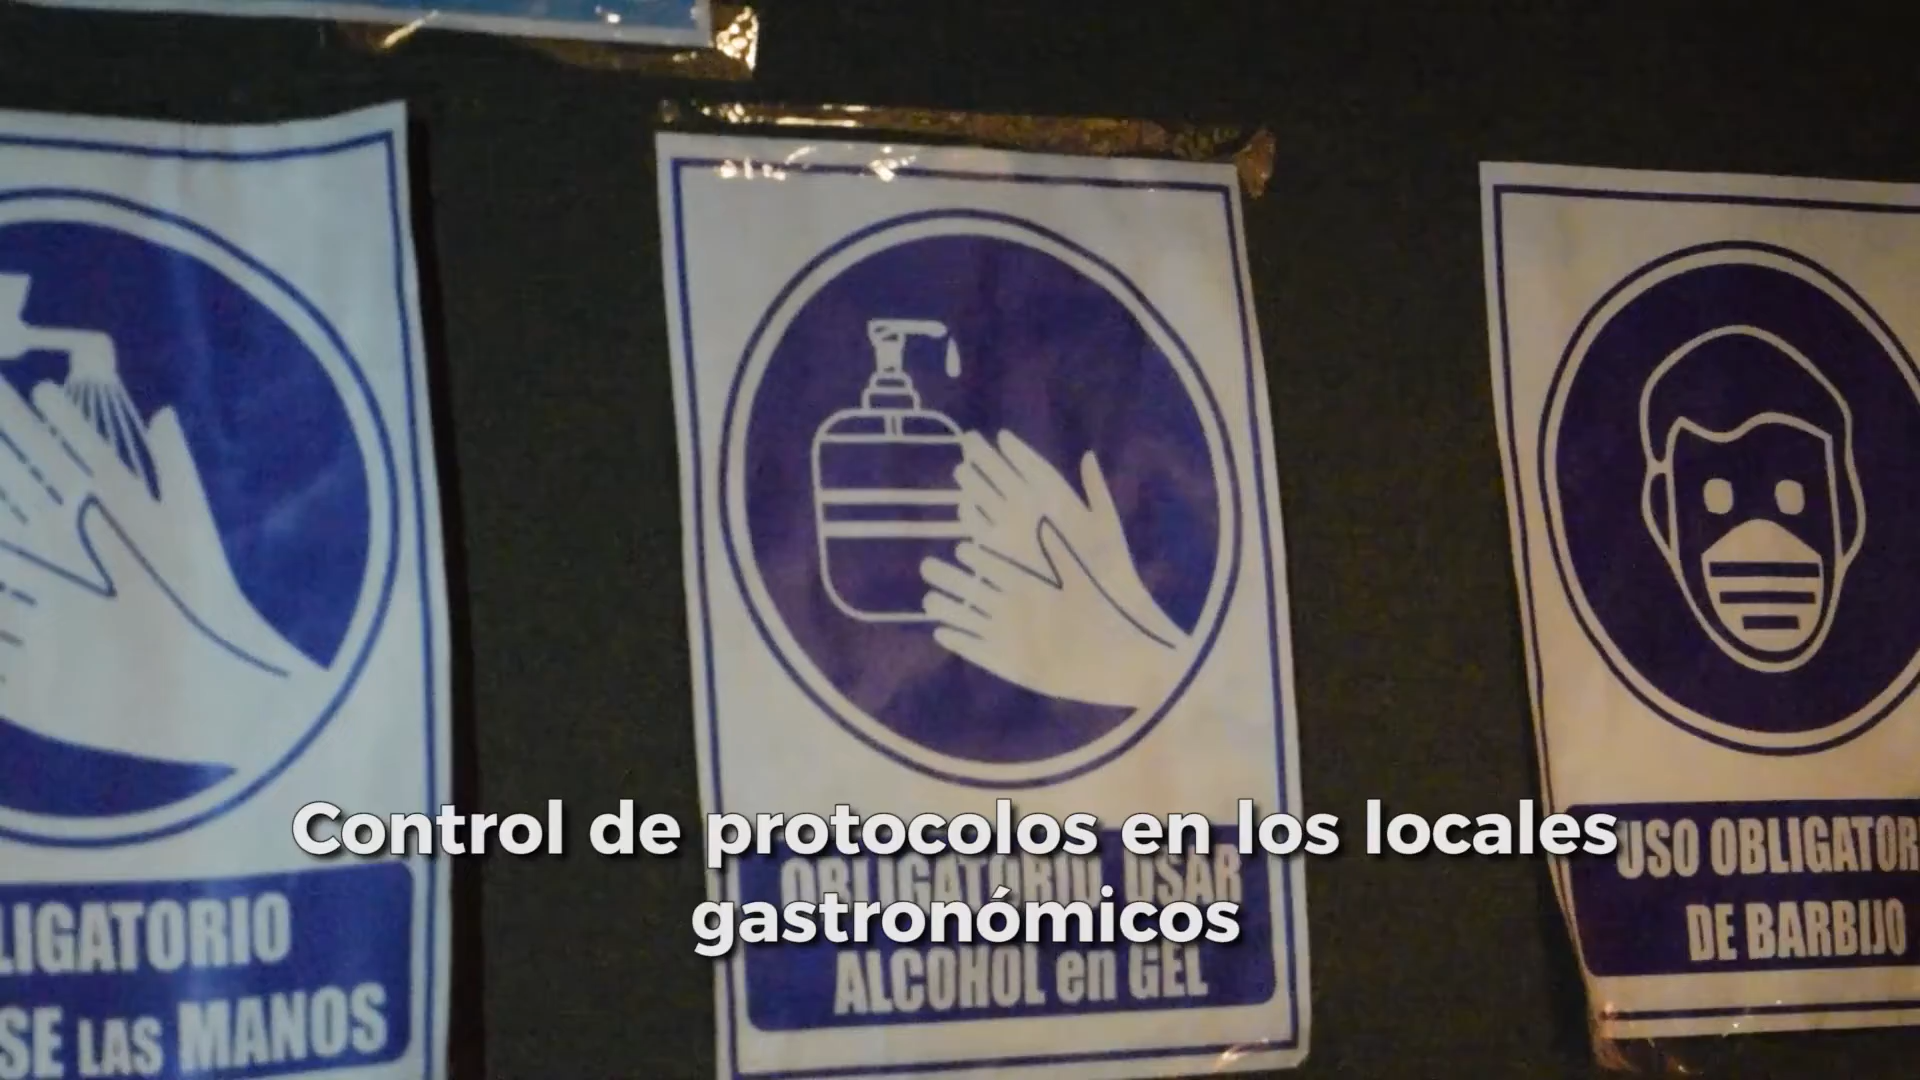 Control de protocolos en los locales
gastronómicos
LIGATORIO
SE LAS MANOS
OBLIGATORIO USAR
ALCOHOL en GEL
USO OBLIGATOR
DE BARBIJO